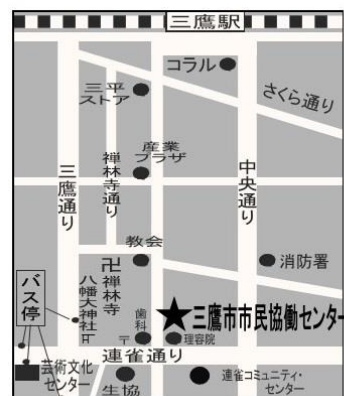 三鷹駅
コラル
三平
ストア
さくら通り
産業
プラザ
三鷹通り
禅林寺通り
中央通り
教会
消防署
バス停
八幡大神社
卍禅林寺
歯科
〒
三鷹市市民協働センター
理容院
連雀通り
芸術文化
センター
生協
連雀コミュニティ・
センター